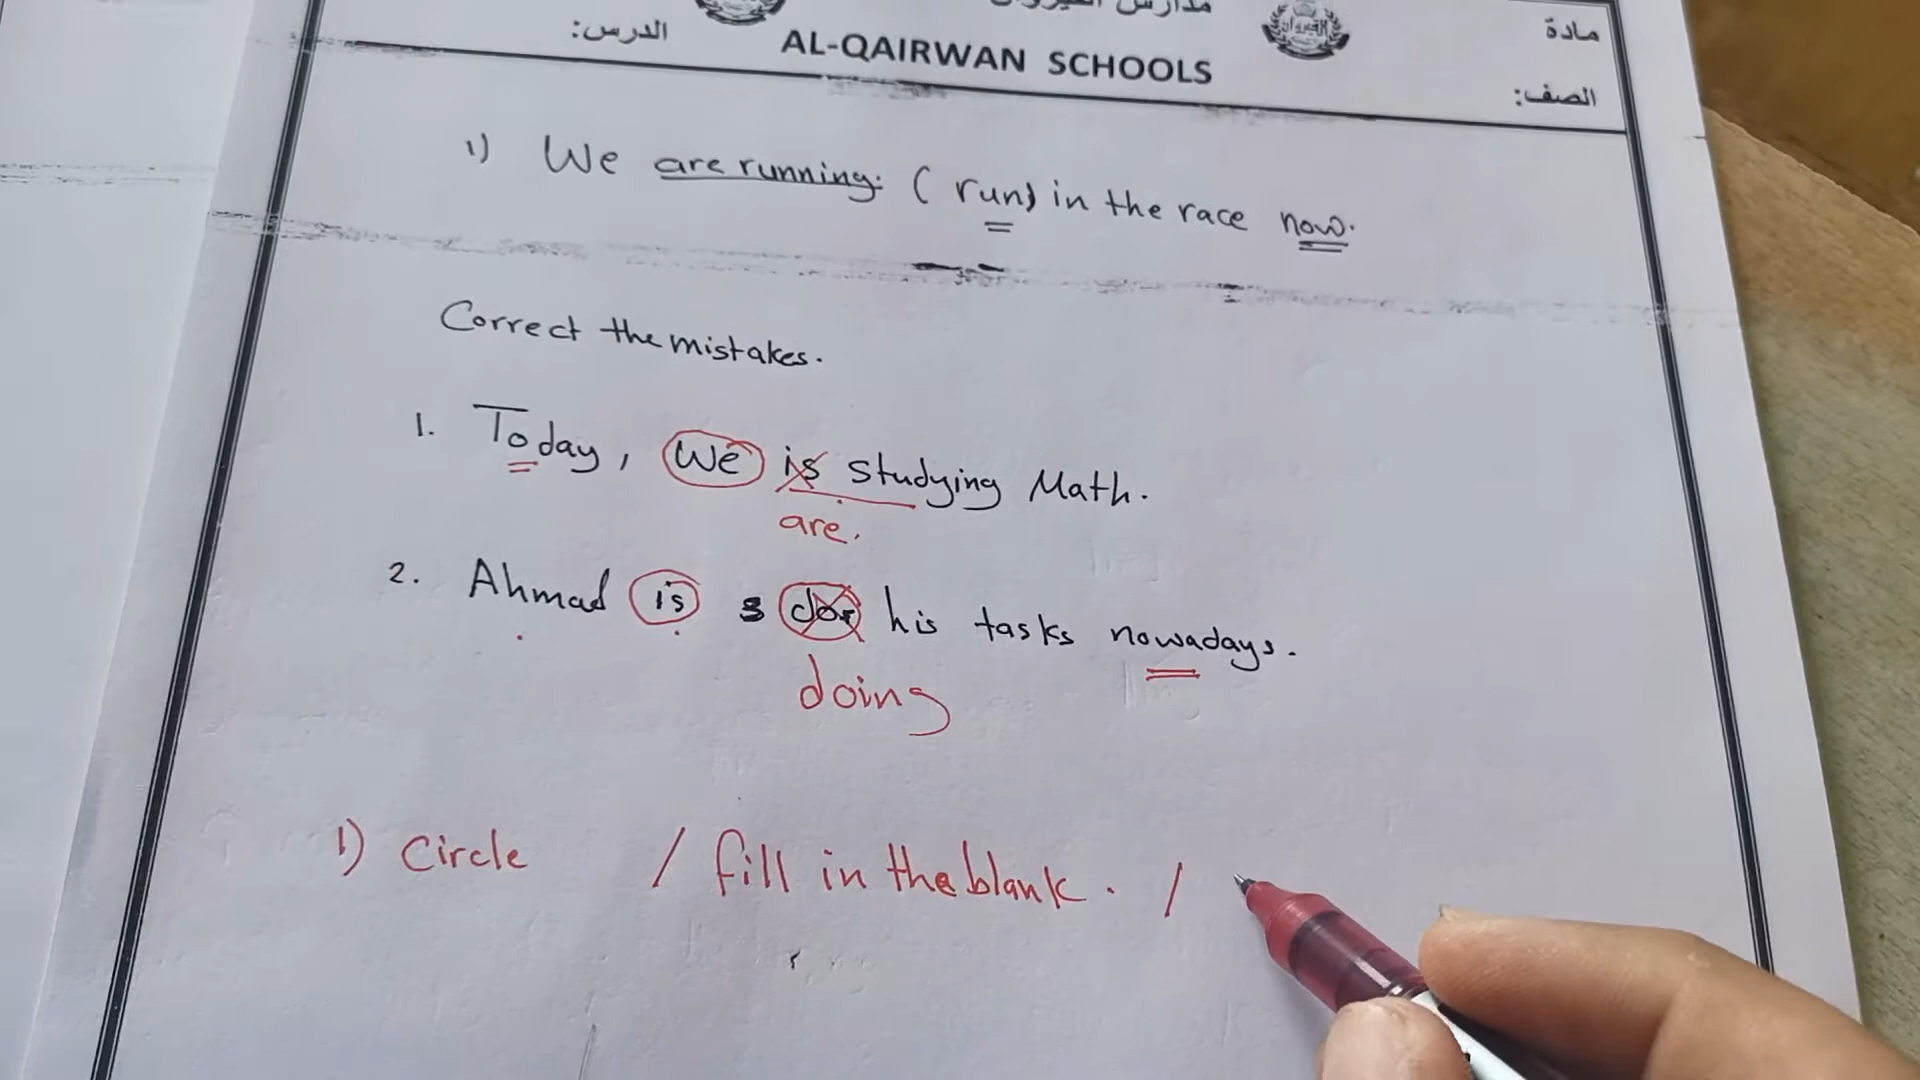 مدارس القيروان
مادة
الدرس:
AL-QAIRWAN SCHOOLS
الصف:
1) We are running. (run) in the race now.
Correct the mistakes.
1. Today, We is studying Math.
are.
2. Ahmad is his tasks nowadays.
doing
1) Circle / fill in the blank. /